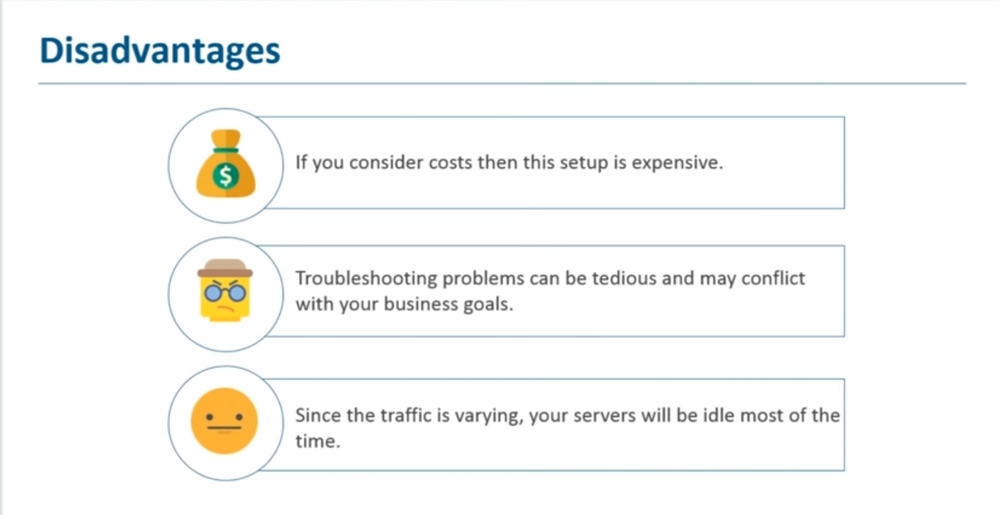 Disadvantages
$
If you consider costs then this setup is expensive.
Troubleshooting problems can be tedious and may conflict
with your business goals.
Since the traffic is varying, your servers will be idle most of the
time.